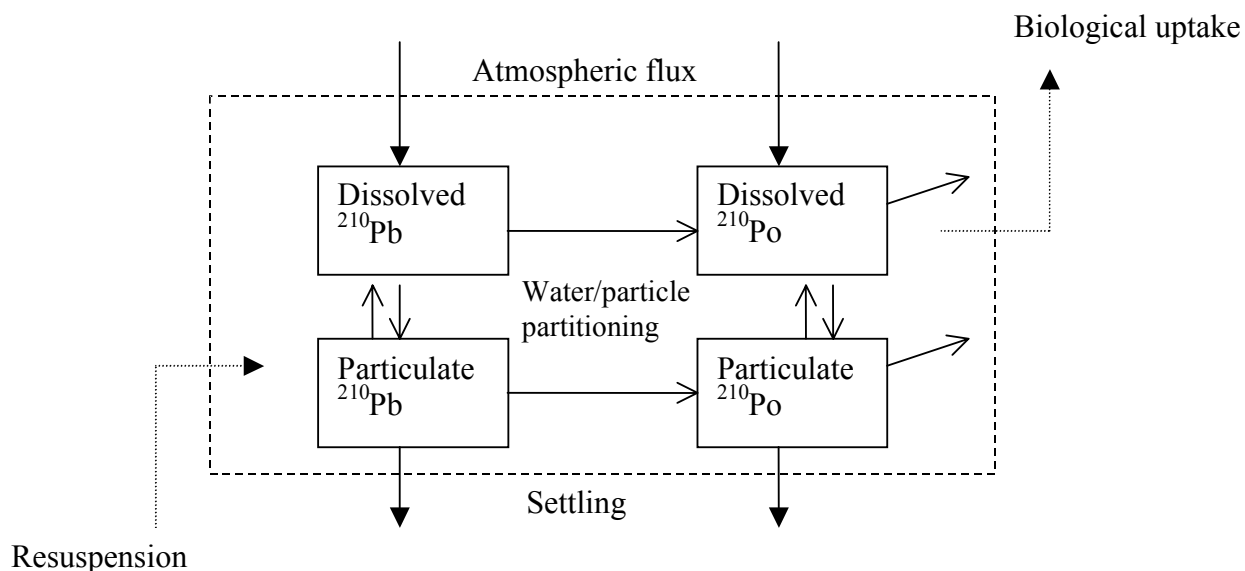 Biological uptake
Atmospheric flux
Dissolved
²¹⁰Pb
Dissolved
²¹⁰Po
Water/particle
partitioning
Particulate
²¹⁰Pb
Particulate
²¹⁰Po
Settling
Resuspension